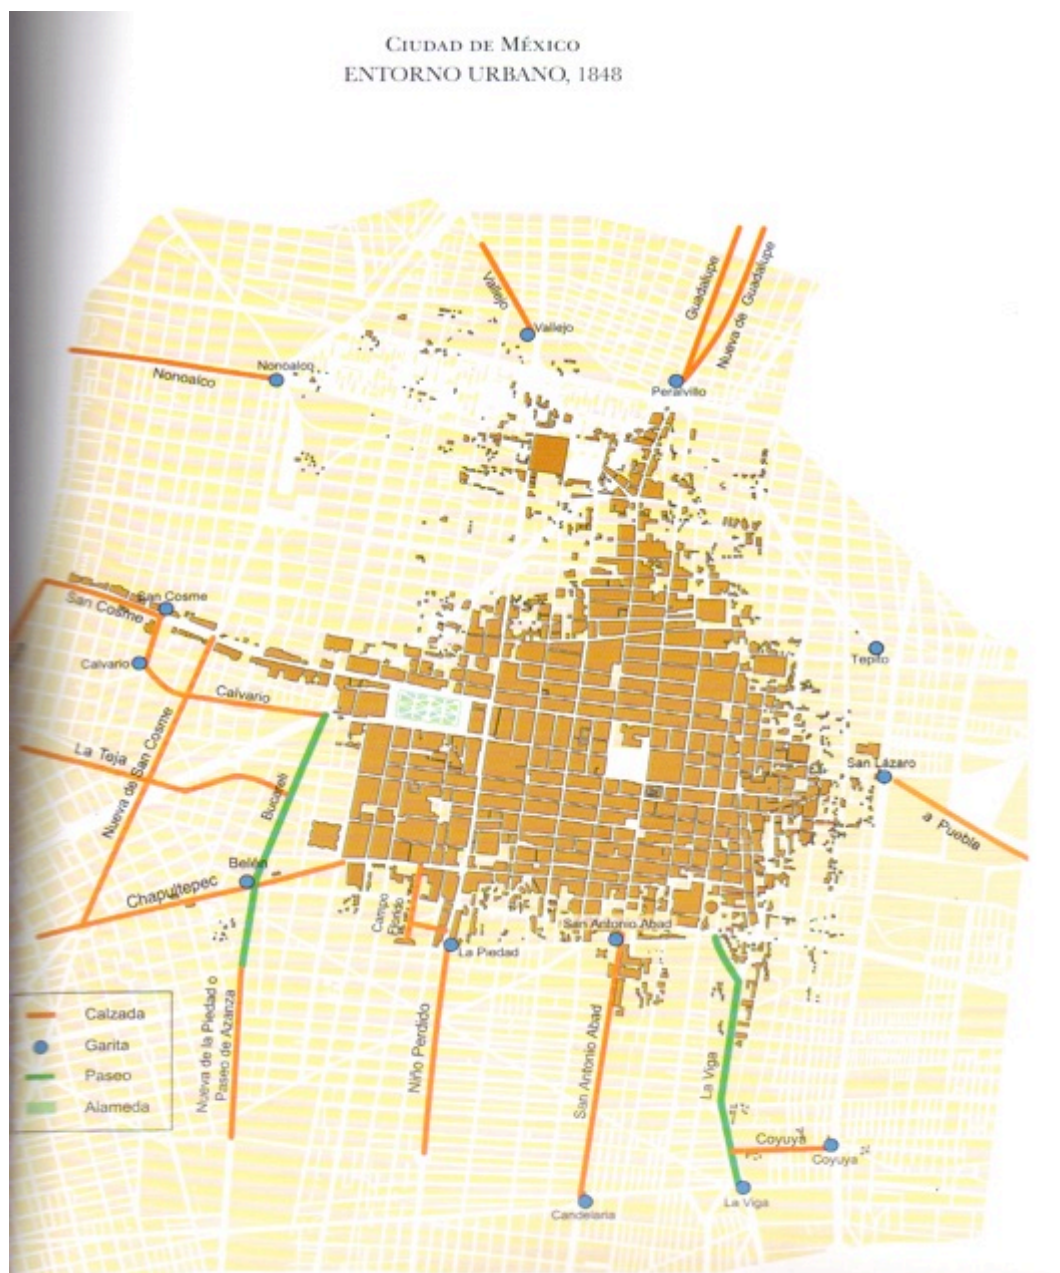 CIUDAD DE MÉXICO
ENTORNO URBANO, 1848
Guadalupe
Nueva de Guadalupe
Vallejo
Vallejo
Nonoalco
Nonoalco
Peralvillo
San Cosme
San Cosme
Calvario
Calvario
Tepito
La Teja
Nueva de San Cosme
Bucareli
San Lázaro
a Puebla
Belén
Chapultepec
Campo
Florido
San Antonio Abad
La Piedad
Calzada
Garita
Paseo
Alameda
Nueva de la Piedad o
Paseo de Azanza
Niño Perdido
San Antonio Abad
La Viga
Coyuya
Coyuya
Candelaria
La Viga